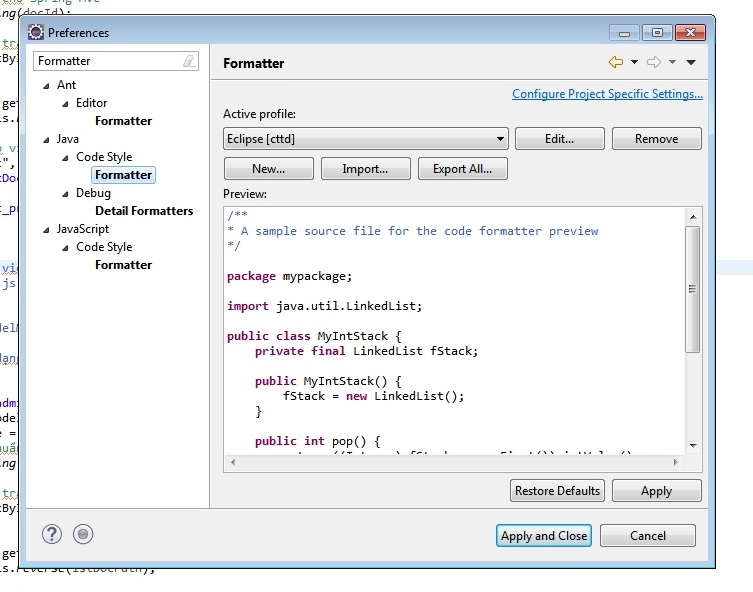 Preferences
Formatter
Ant
Editor
Formatter
Java
Code Style
Formatter
Debug
Detail Formatters
JavaScript
Code Style
Formatter
Formatter
Configure Project Specific Settings...
Active profile:
Eclipse [cttd]
Edit...
Remove
New...
Import...
Export All...
Preview:
/**
* A sample source file for the code formatter preview
*/
package mypackage;
import java.util.LinkedList;
public class MyIntStack {
private final LinkedList fStack;
public MyIntStack() {
fStack = new LinkedList();
}
public int pop() {
Restore Defaults
Apply
Apply and Close
Cancel